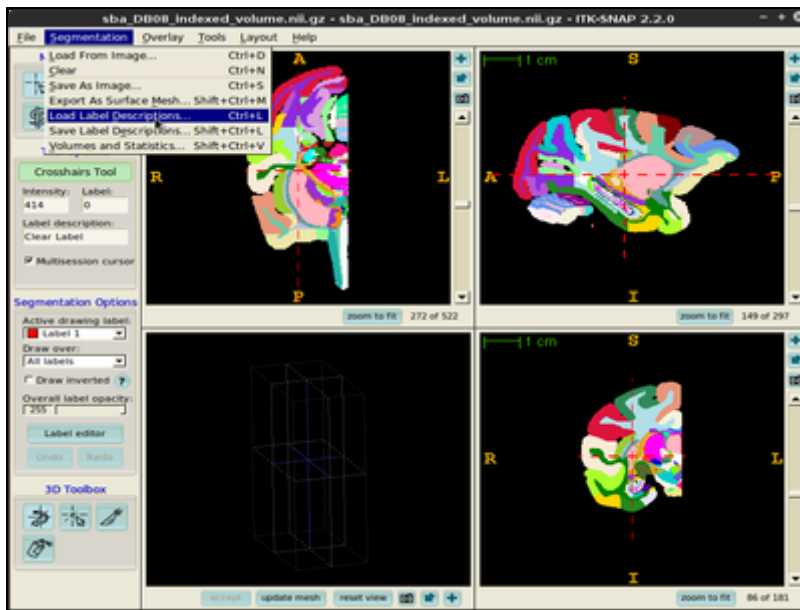 sba_DB08_indexed_volume.nii.gz - sba_DB08_indexed_volume.nii.gz - ITK-SNAP 2.2.0
File Segmentation Overlay Tools Layout Help
Load From Image... Ctrl+O
Clear Ctrl+N
Save As Image... Ctrl+S
Export As Surface Mesh... Shift+Ctrl+M
Load Label Descriptions... Ctrl+L
Save Label Descriptions... Shift+Ctrl+L
Volumes and Statistics... Shift+Ctrl+V
Crosshairs Tool
Intensity: Label:
414 0
Label description:
Clear Label
Multisession cursor
Segmentation Options
Active drawing label:
Label 1
Draw over:
All labels
Draw inverted ?
Overall label opacity:
255
Label editor
Undo Redo
3D Toolbox
A
R L
P
zoom to fit 272 of 522
1 cm S
A P
I
zoom to fit 149 of 297
accept update mesh reset view
1 cm S
R L
I
zoom to fit 86 of 181